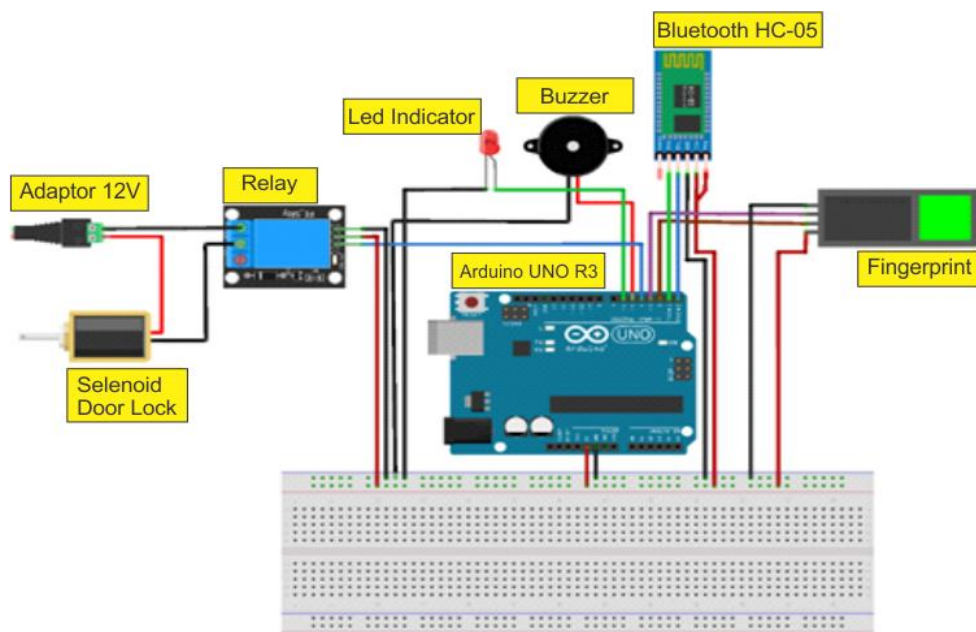 Bluetooth HC-05
Buzzer
Led Indicator
Adaptor 12V
Relay
Fingerprint
Arduino UNO R3
UNO
Selenoid
Door Lock